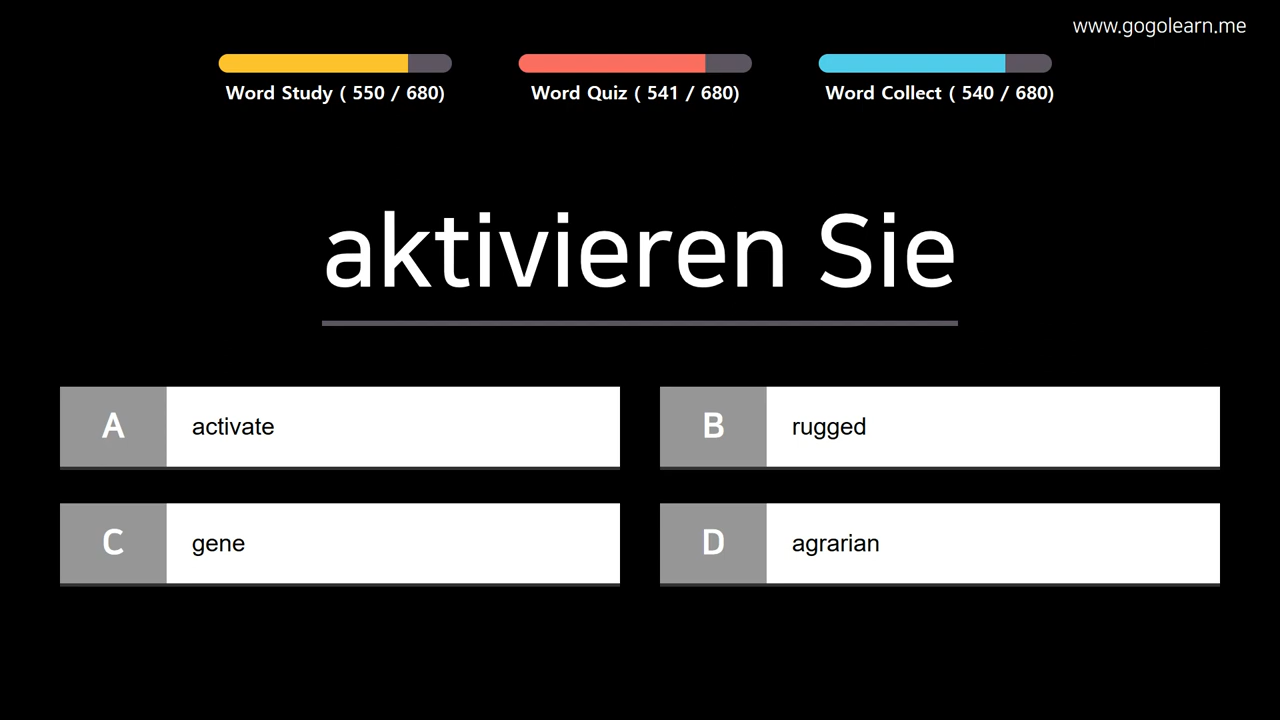 www.gogolearn.me
Word Study ( 550 / 680)
Word Quiz ( 541 / 680)
Word Collect ( 540 / 680)
aktivieren Sie
A activate
B rugged
C gene
D agrarian